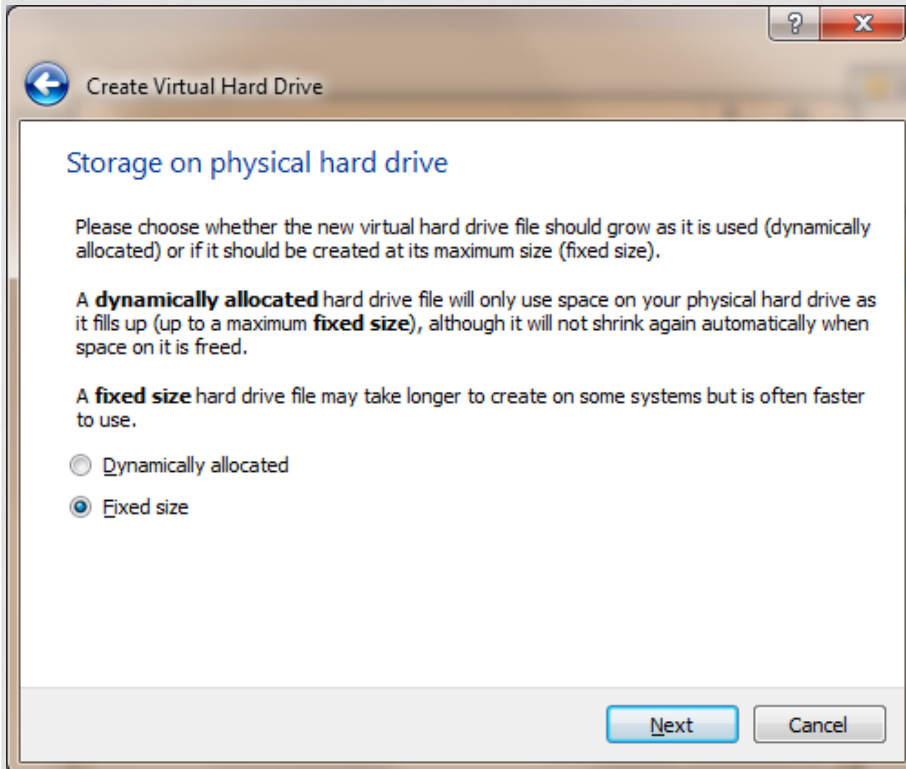 ?
Create Virtual Hard Drive
Storage on physical hard drive
Please choose whether the new virtual hard drive file should grow as it is used (dynamically
allocated) or if it should be created at its maximum size (fixed size).
A dynamically allocated hard drive file will only use space on your physical hard drive as
it fills up (up to a maximum fixed size), although it will not shrink again automatically when
space on it is freed.
A fixed size hard drive file may take longer to create on some systems but is often faster
to use.
Dynamically allocated
Fixed size
Next Cancel